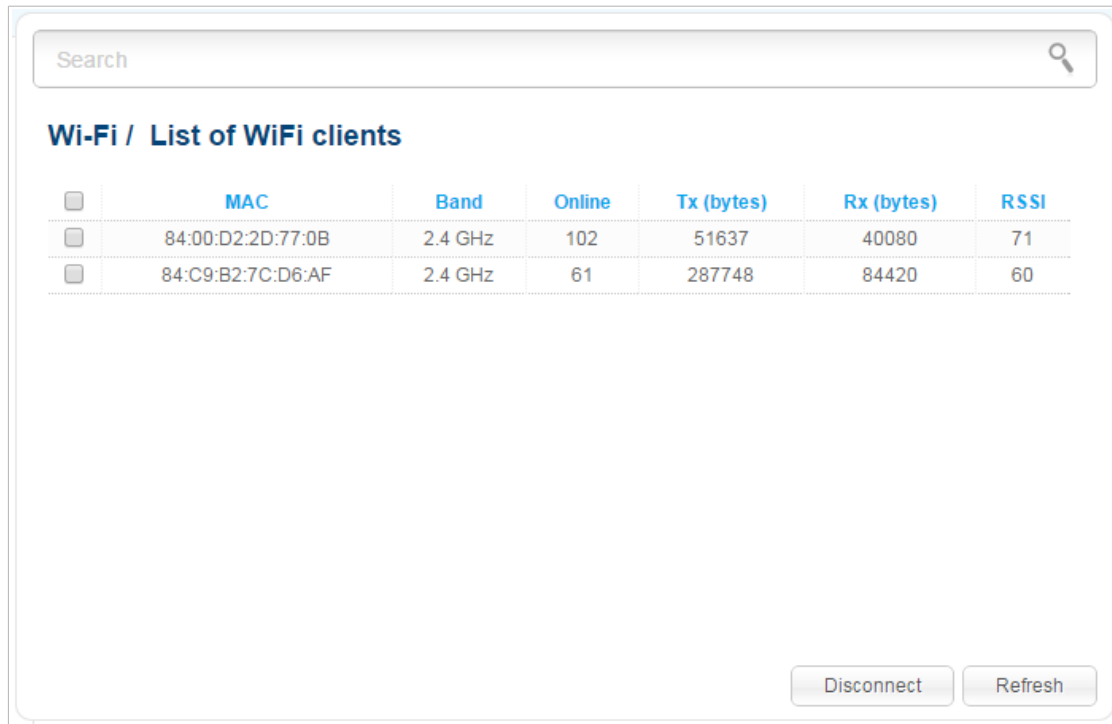 Search
Wi-Fi / List of WiFi clients
MAC Band Online Tx (bytes) Rx (bytes) RSSI
84:00:D2:2D:77:0B 2.4 GHz 102 51637 40080 71
84:C9:B2:7C:D6:AF 2.4 GHz 61 287748 84420 60
Disconnect Refresh